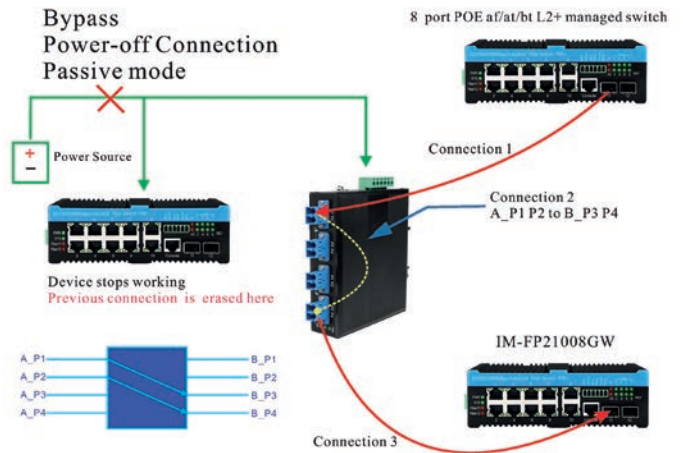 Bypass
Power-off Connection
Passive mode
8 port POE af/at/bt L2+ managed switch
+
−
Power Source
Connection 1
Connection 2
A_P1 P2 to B_P3 P4
Device stops working
Previous connection is erased here
A_P1
A_P2
A_P3
A_P4
B_P1
B_P2
B_P3
B_P4
IM-FP21008GW
Connection 3